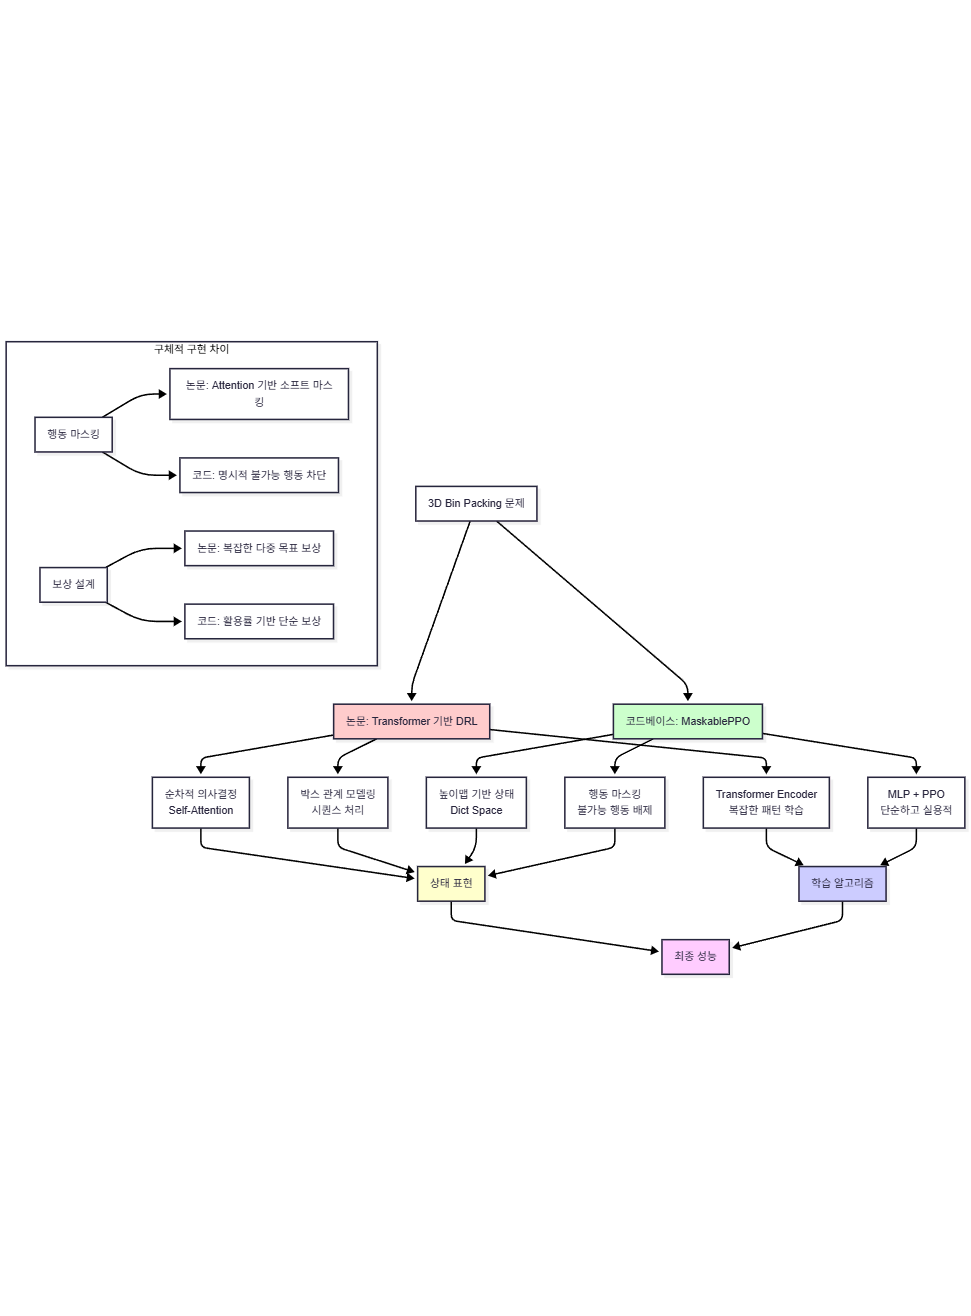 구체적 구현 차이
논문: Attention 기반 소프트 마스
킹
행동 마스킹
코드: 명시적 불가능 행동 차단
논문: 복잡한 다중 목표 보상
보상 설계
코드: 활용률 기반 단순 보상
3D Bin Packing 문제
논문: Transformer 기반 DRL
코드베이스: MaskablePPO
순차적 의사결정
Self-Attention
박스 관계 모델링
시퀀스 처리
높이맵 기반 상태
Dict Space
행동 마스킹
불가능 행동 배제
Transformer Encoder
복잡한 패턴 학습
MLP + PPO
단순하고 실용적
상태 표현
학습 알고리즘
최종 성능